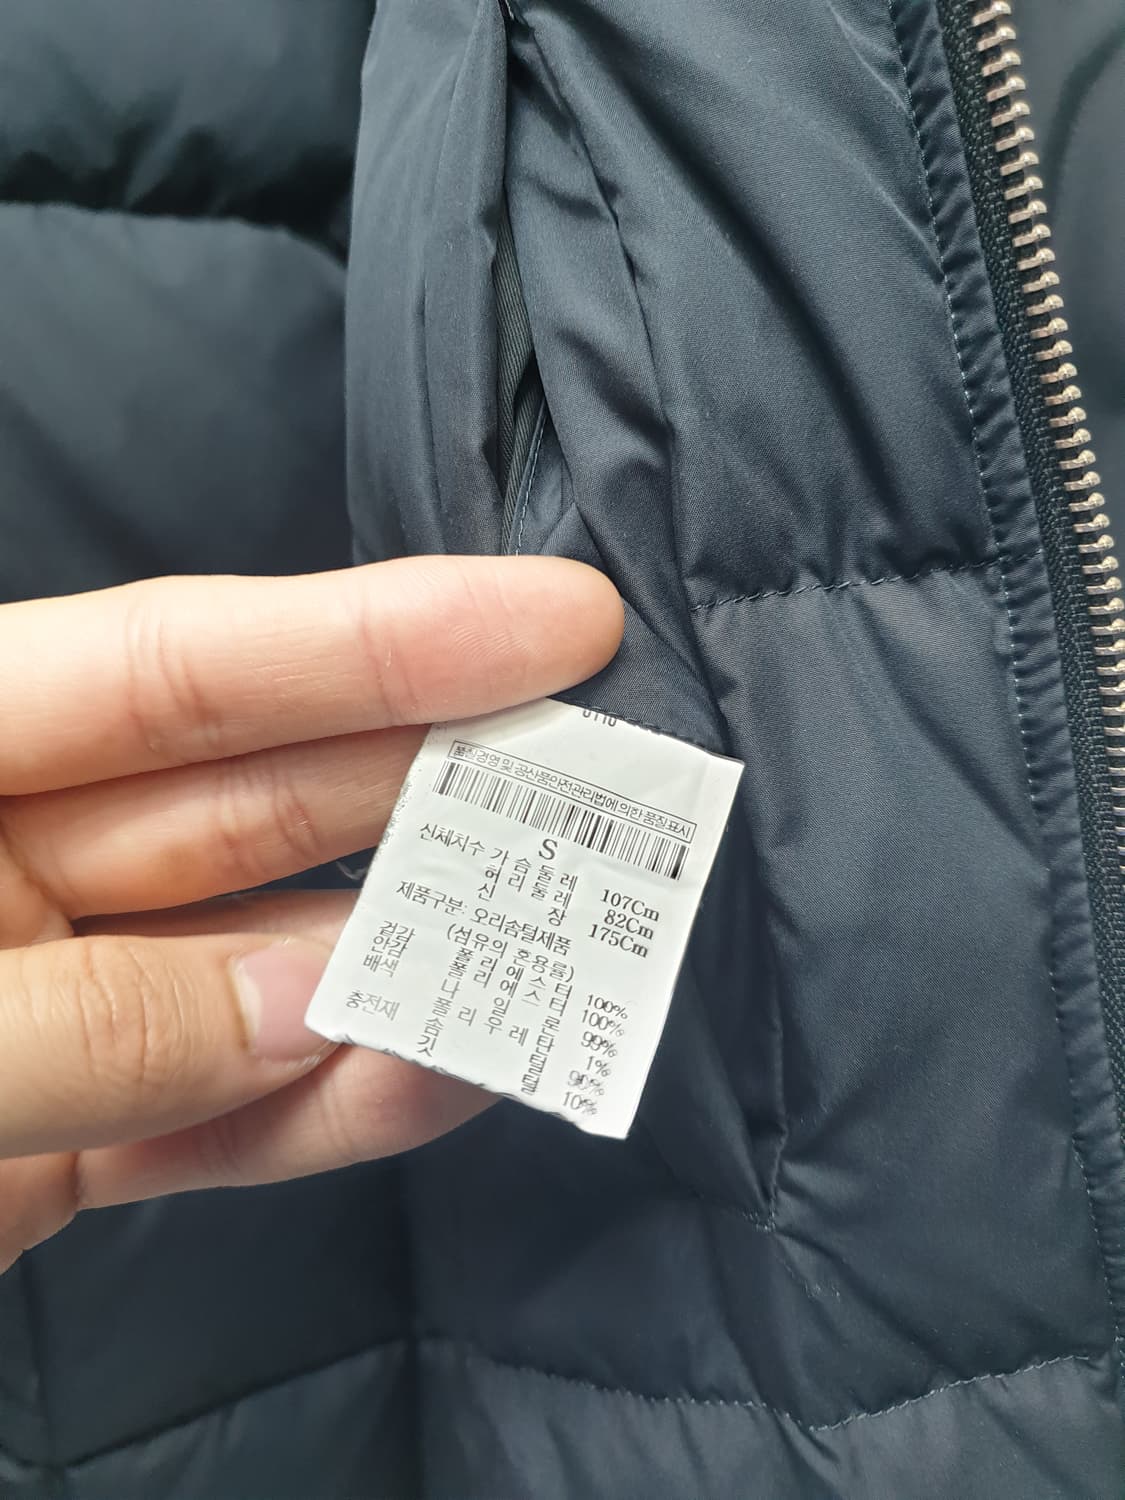 0110
품질경영 및 공산품안전관리법에 의한 품질표시
S
신체치수 가슴둘레 107Cm
허리둘레 82Cm
신장 175Cm
제품구분: 오리솜털제품
(섬유의 혼용률)
겉감 폴리에스터 100%
안감 폴리에스터 100%
배색 나일론 99%
폴리우레탄 1%
충전재 솜털 90%
깃털 10%